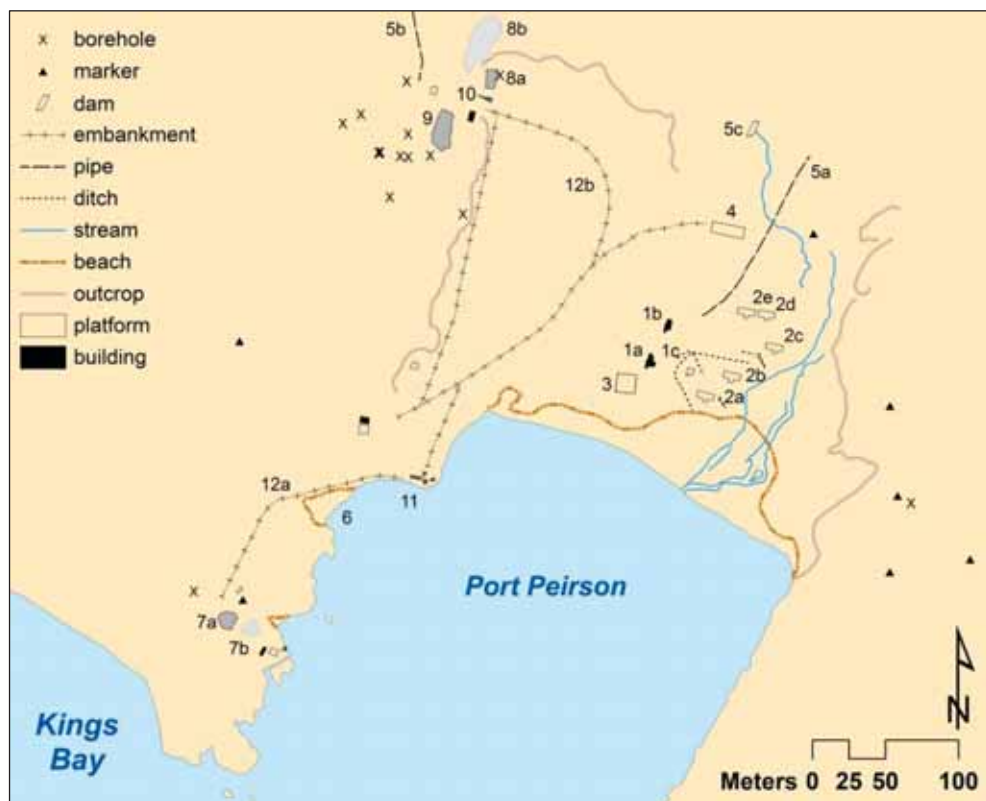 borehole
marker
dam
embankment
pipe
ditch
stream
beach
outcrop
platform
building
5b
8b
8a
10
9
5c
12b
5a
4
2e
2d
1b
2c
1a
1c
2b
3
2a
12a
6
11
7a
7b
Port Peirson
Kings
Bay
N
Meters 0 25 50 100